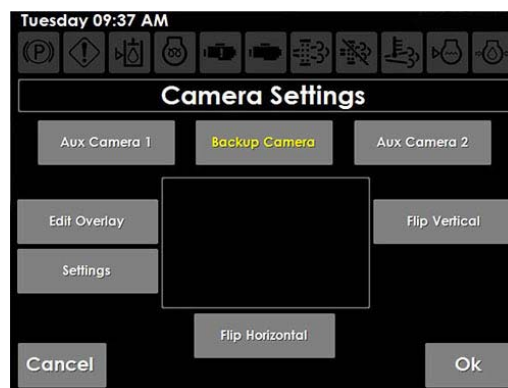 Tuesday 09:37 AM
(P)
Camera Settings
Aux Camera 1
Backup Camera
Aux Camera 2
Edit Overlay
Flip Vertical
Settings
Flip Horizontal
Cancel
Ok